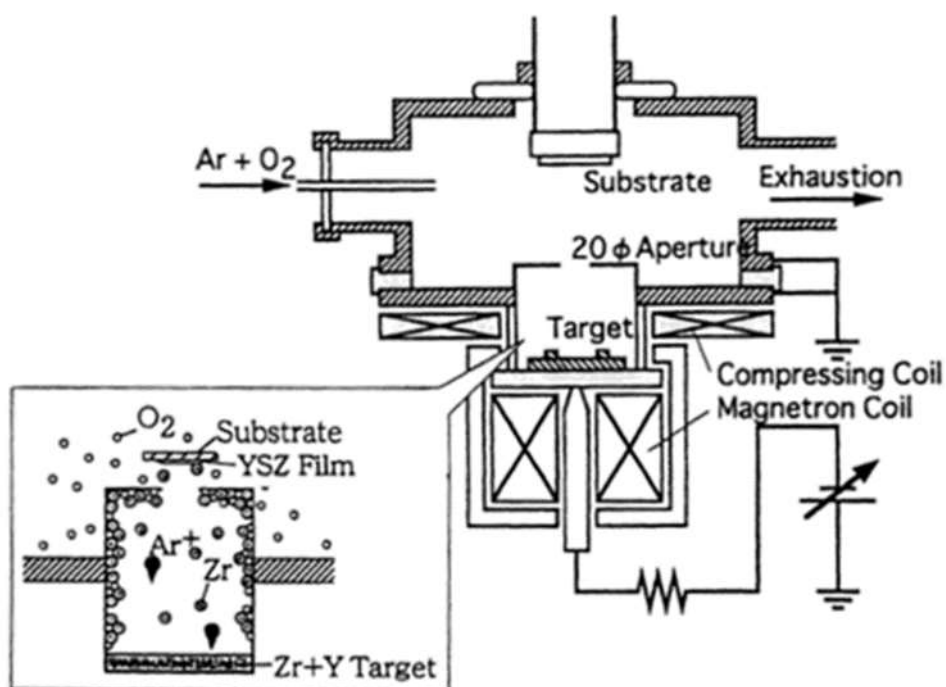 Ar + O2
Substrate
Exhaustion
20 φ Aperture
Target
Compressing Coil
Magnetron Coil
O2
Substrate
YSZ Film
Ar+
Zr
Zr+Y Target